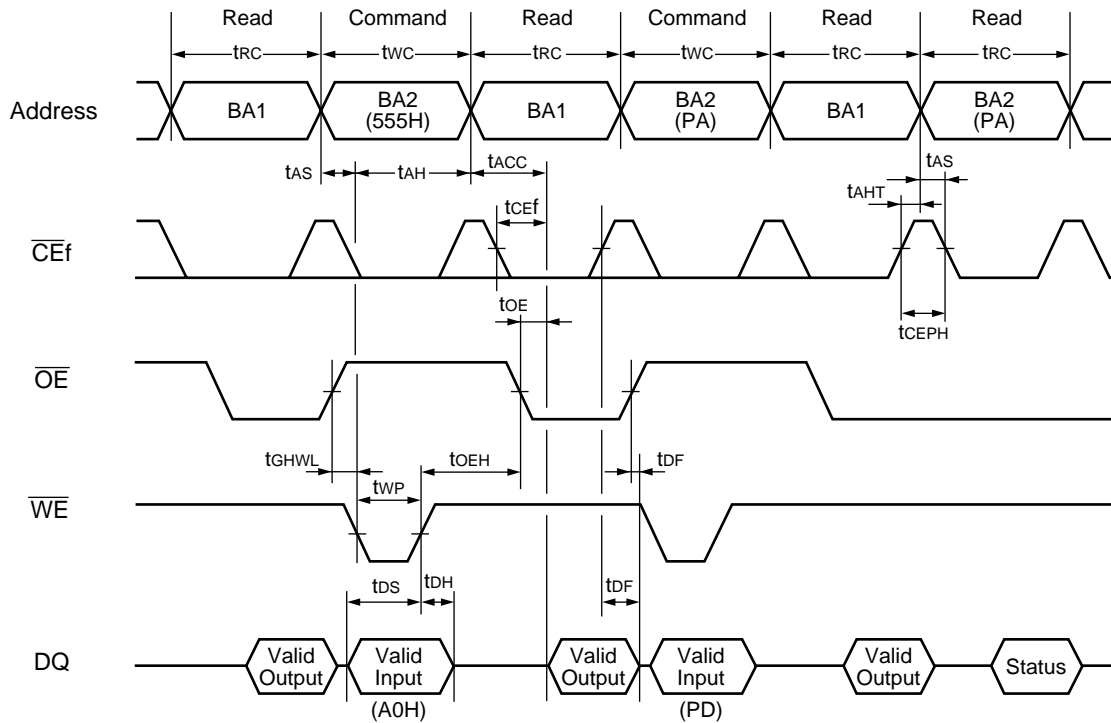 Read Command Read Command Read Read
tRC tWC tRC tWC tRC tRC
Address BA1 BA2 BA1 BA2 BA1 BA2
(555H) (PA) (PA)
tAS tAH tACC tAS
tAHT
tCEf
CEf
tOE tCEPH
OE
tGHWL tOEH tDF
tWP
WE
tDS tDH tDF
DQ Valid Valid Valid Valid Valid Status
Output Input Output Input Output
(A0H) (PD)